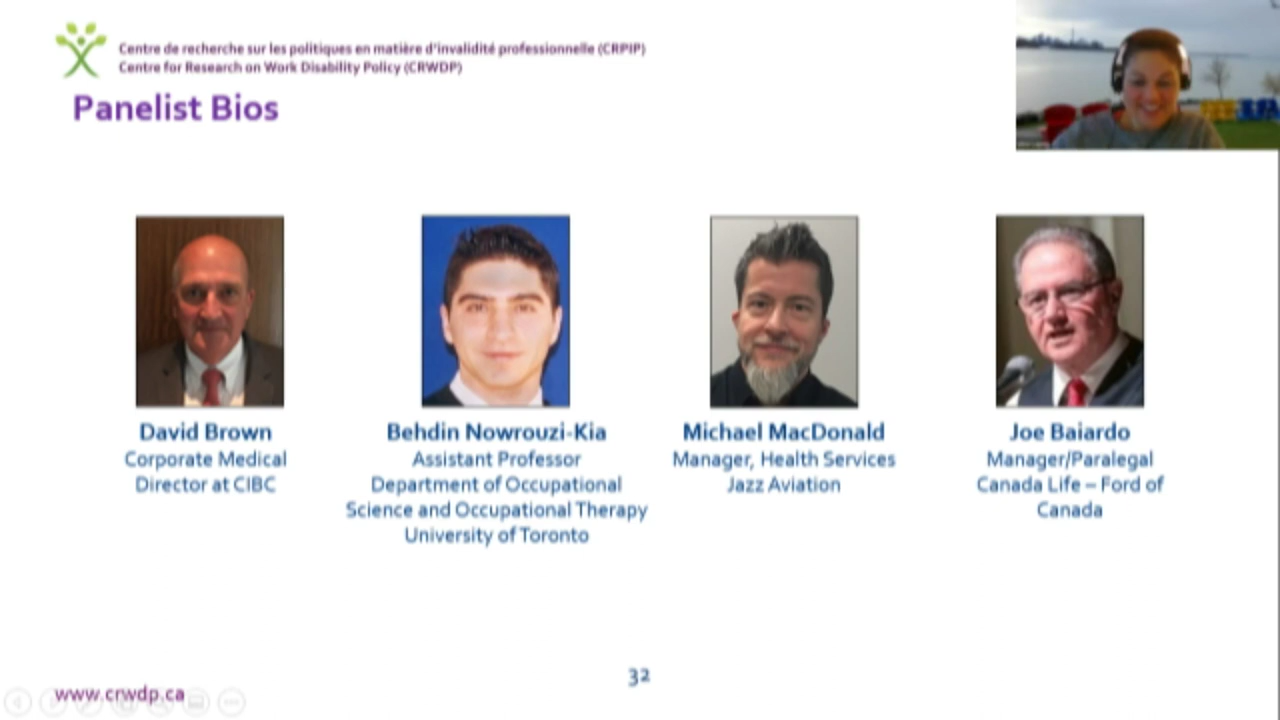 Centre de recherche sur les politiques en matière d'invalidité professionnelle (CRPIP)
Centre for Research on Work Disability Policy (CRWDP)
Panelist Bios
David Brown
Corporate Medical
Director at CIBC
Behdin Nowrouzi-Kia
Assistant Professor
Department of Occupational
Science and Occupational Therapy
University of Toronto
Michael MacDonald
Manager, Health Services
Jazz Aviation
Joe Baiardo
Manager/Paralegal
Canada Life – Ford of
Canada
32
www.crwdp.ca